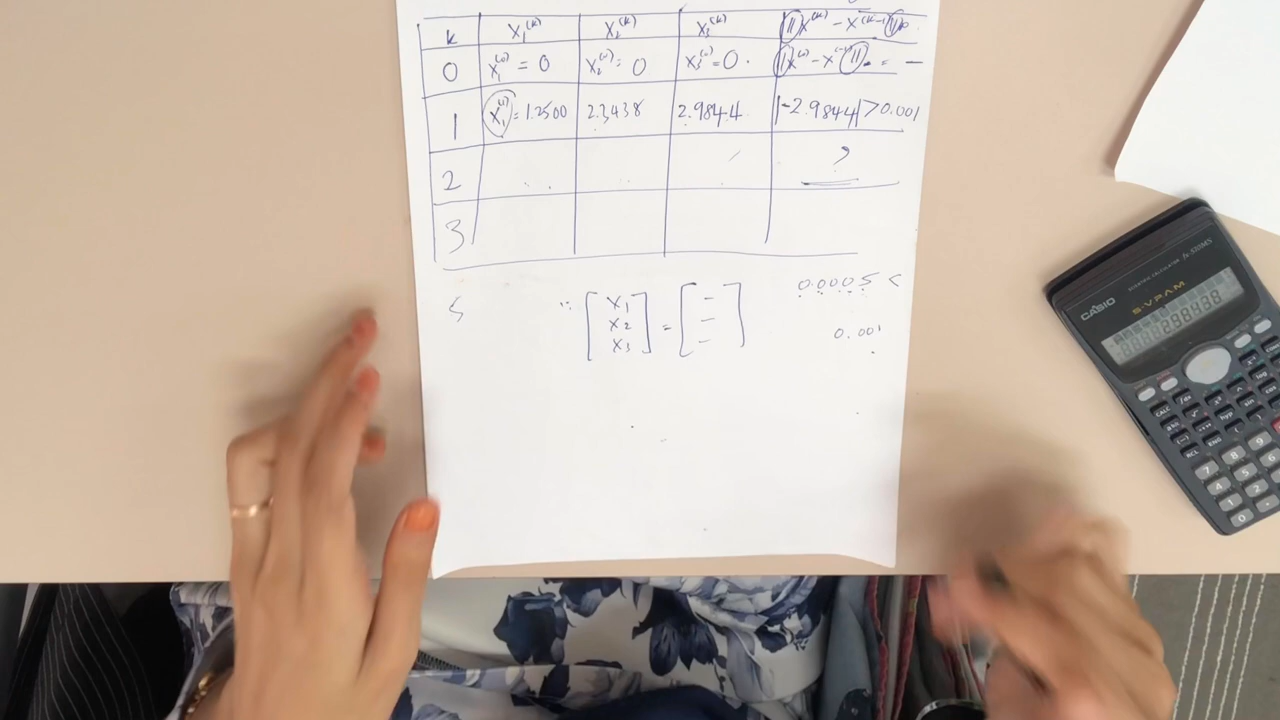 k x₁⁽ᵏ⁾ x₂⁽ᵏ⁾ x₃⁽ᵏ⁾ ||x⁽ᵏ⁾ - x⁽ᵏ⁻¹⁾||
0 x₁⁽⁰⁾ = 0 x₂⁽⁰⁾ = 0 x₃⁽⁰⁾ = 0 . = -
1 x₁⁽¹⁾ = 1.2500 2.3438 2.9844 |-2.9844| > 0.001
2 ?
3
0.0005 <
∵ [x₁ x₂ x₃] = [- - -]
0.001
5
CASIO
S-V.P.A.M.